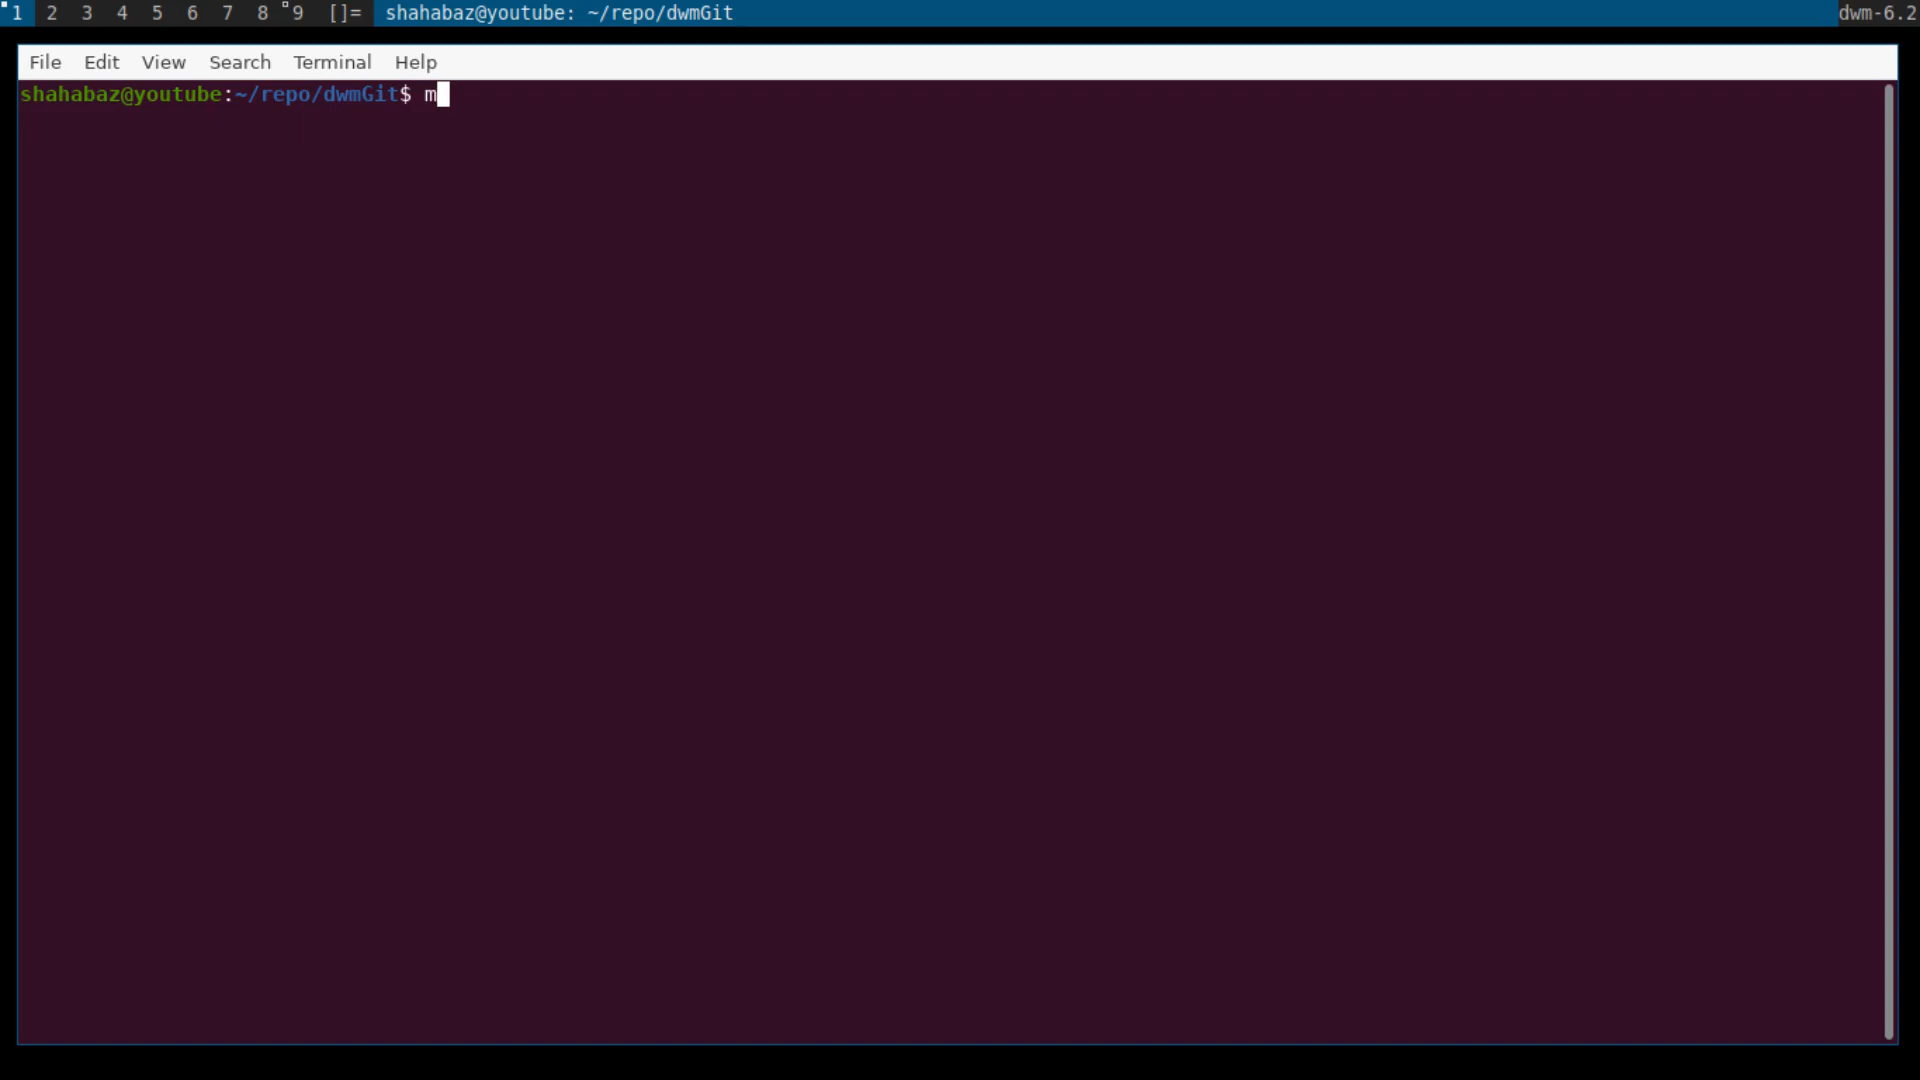 1 2 3 4 5 6 7 8 9 []= shahabaz@youtube: ~/repo/dwmGit dwm-6.2
File Edit View Search Terminal Help
shahabaz@youtube:~/repo/dwmGit$ m